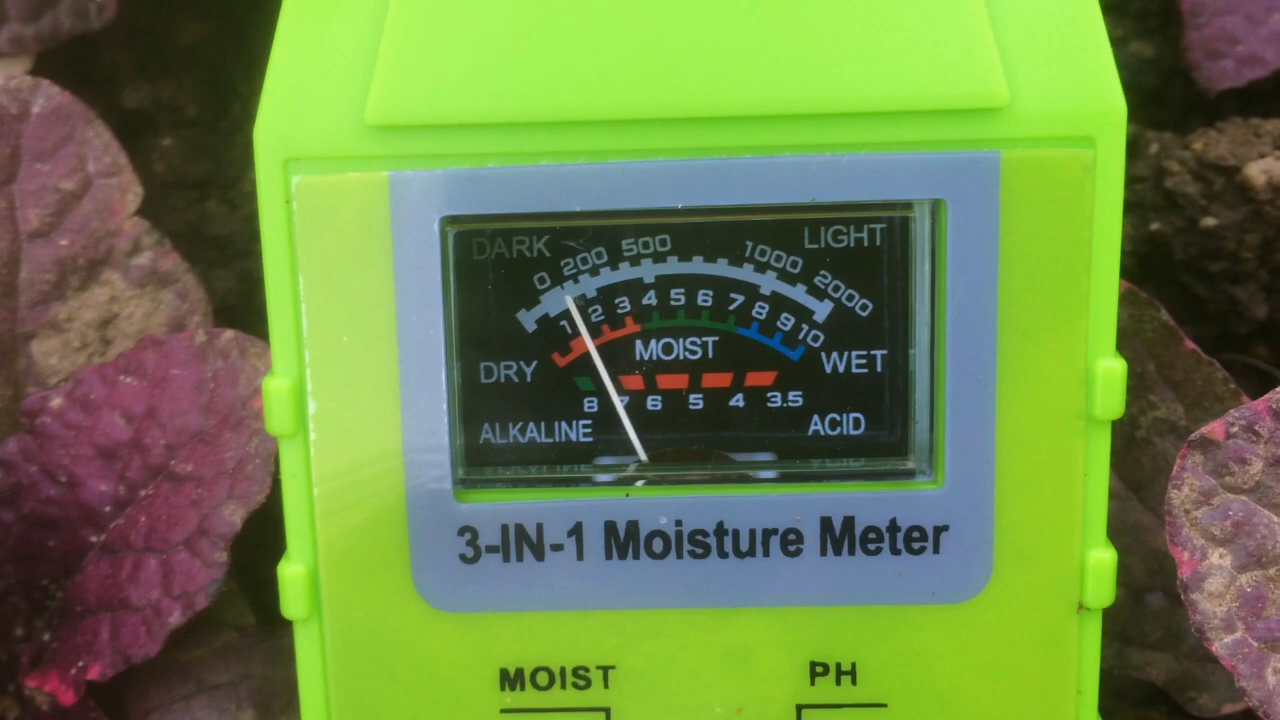 DARK
LIGHT
0 200 500 1000 2000
1 2 3 4 5 6 7 8 9 10
DRY
MOIST
WET
8 7 6 5 4 3.5
ALKALINE
ACID
3-IN-1 Moisture Meter
MOIST
PH